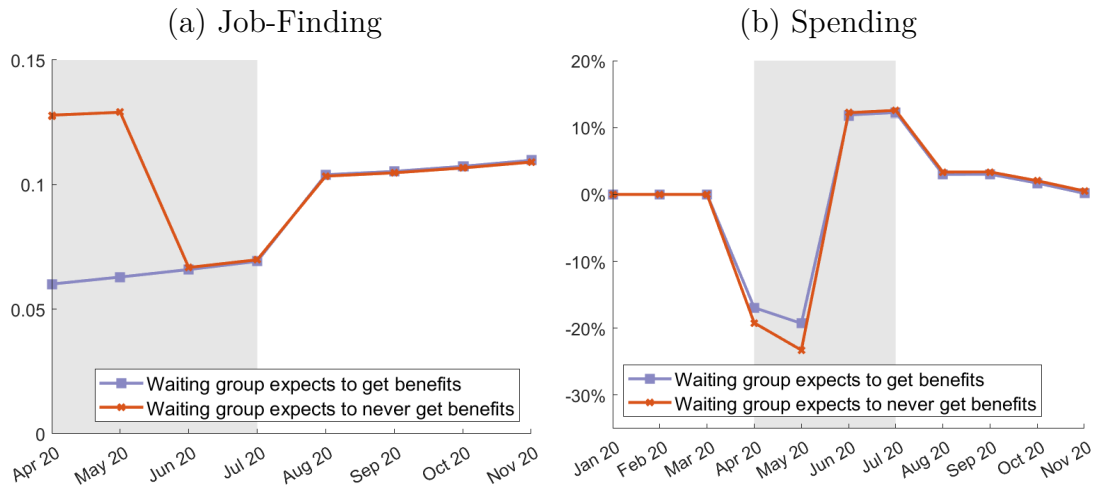 (a) Job-Finding
0.15
0.1
0.05
0
Apr 20
May 20
Jun 20
Jul 20
Aug 20
Sep 20
Oct 20
Nov 20
Waiting group expects to get benefits
Waiting group expects to never get benefits
(b) Spending
20%
10%
0%
-10%
-20%
-30%
Jan 20
Feb 20
Mar 20
Apr 20
May 20
Jun 20
Jul 20
Aug 20
Sep 20
Oct 20
Nov 20
Waiting group expects to get benefits
Waiting group expects to never get benefits